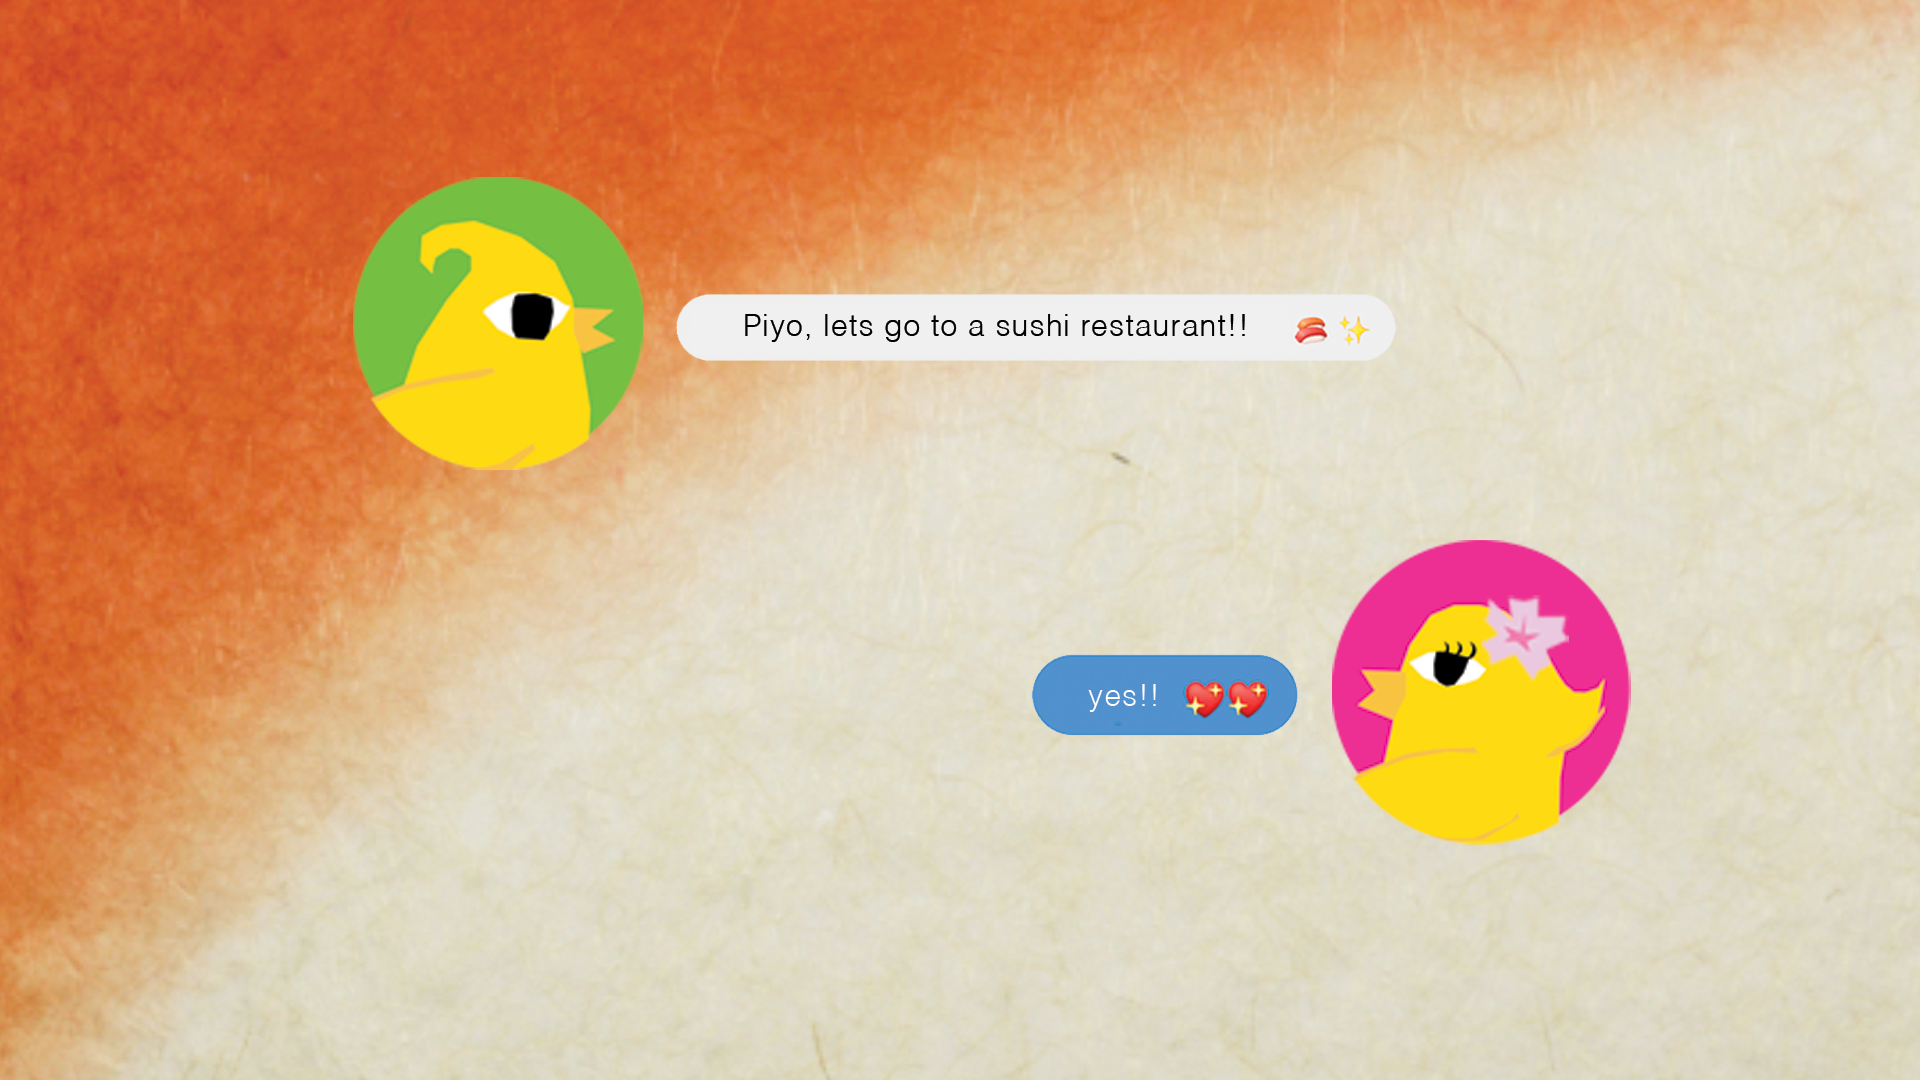 Piyo, lets go to a sushi restaurant!! 🍣✨
yes!! 💖💖